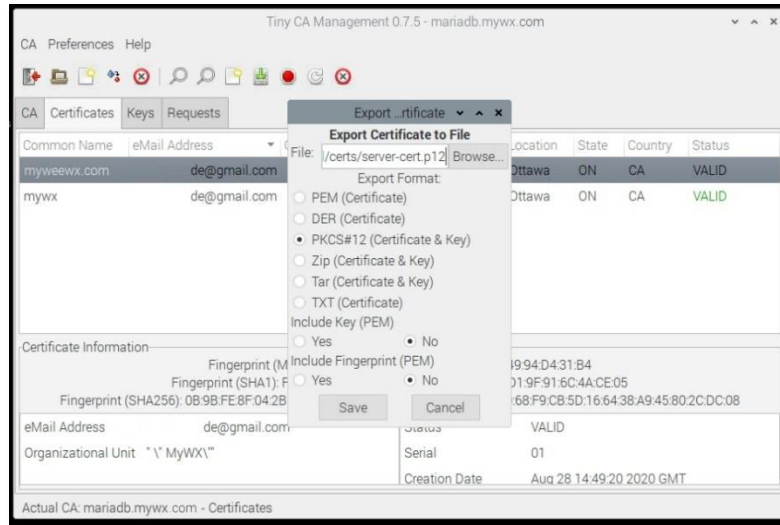 Tiny CA Management 0.7.5 - mariadb.mywx.com
CA Preferences Help
CA Certificates Keys Requests
Export ...rtificate
Export Certificate to File
File: l/certs/server-cert.p12 Browse...
Export Format:
PEM (Certificate)
DER (Certificate)
PKCS#12 (Certificate & Key)
Zip (Certificate & Key)
Tar (Certificate & Key)
TXT (Certificate)
Include Key (PEM)
Yes No
Include Fingerprint (PEM)
Yes No
Save Cancel
Common Name eMail Address Location State Country Status
myweewx.com de@gmail.com Ottawa ON CA VALID
mywx de@gmail.com Ottawa ON CA VALID
Certificate Information
Fingerprint (M 49:94:D4:31:B4
Fingerprint (SHA1): F 01:9F:91:6C:4A:CE:05
Fingerprint (SHA256): 0B:9B:FE:8F:04:2B :68:F9:CB:5D:16:64:38:A9:45:80:2C:DC:08
eMail Address de@gmail.com Status VALID
Organizational Unit "\" MyWX\"" Serial 01
Creation Date Aug 28 14:49:20 2020 GMT
Actual CA: mariadb.mywx.com - Certificates